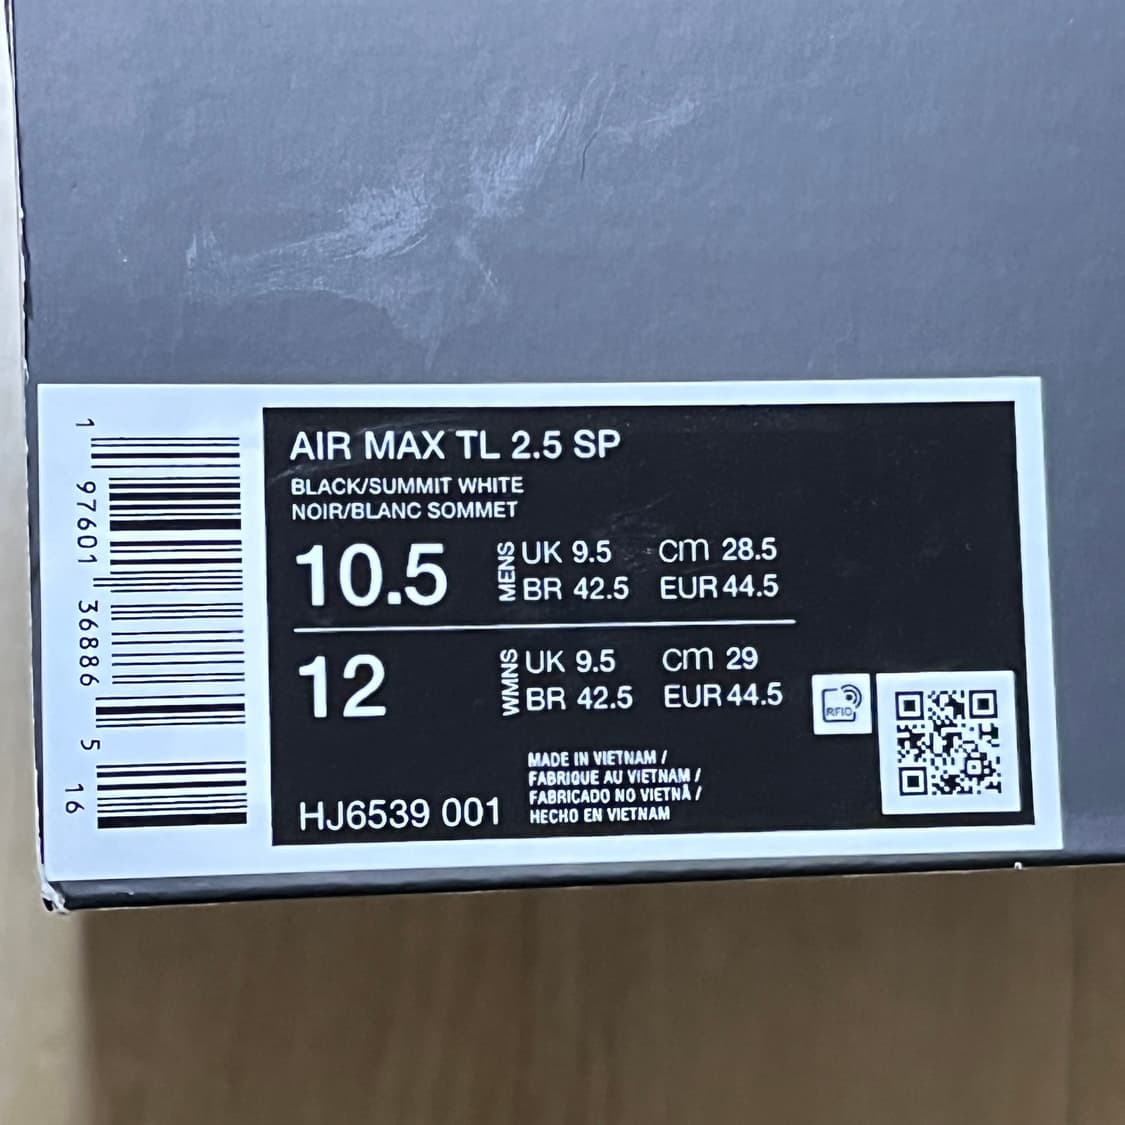 AIR MAX TL 2.5 SP
BLACK/SUMMIT WHITE
NOIR/BLANC SOMMET
10.5 MENS UK 9.5 cm 28.5
BR 42.5 EUR 44.5
12 WMNS UK 9.5 cm 29
BR 42.5 EUR 44.5
RFID
MADE IN VIETNAM /
FABRIQUE AU VIETNAM /
FABRICADO NO VIETNÃ /
HECHO EN VIETNAM
HJ6539 001
1 97601 36886 5 16